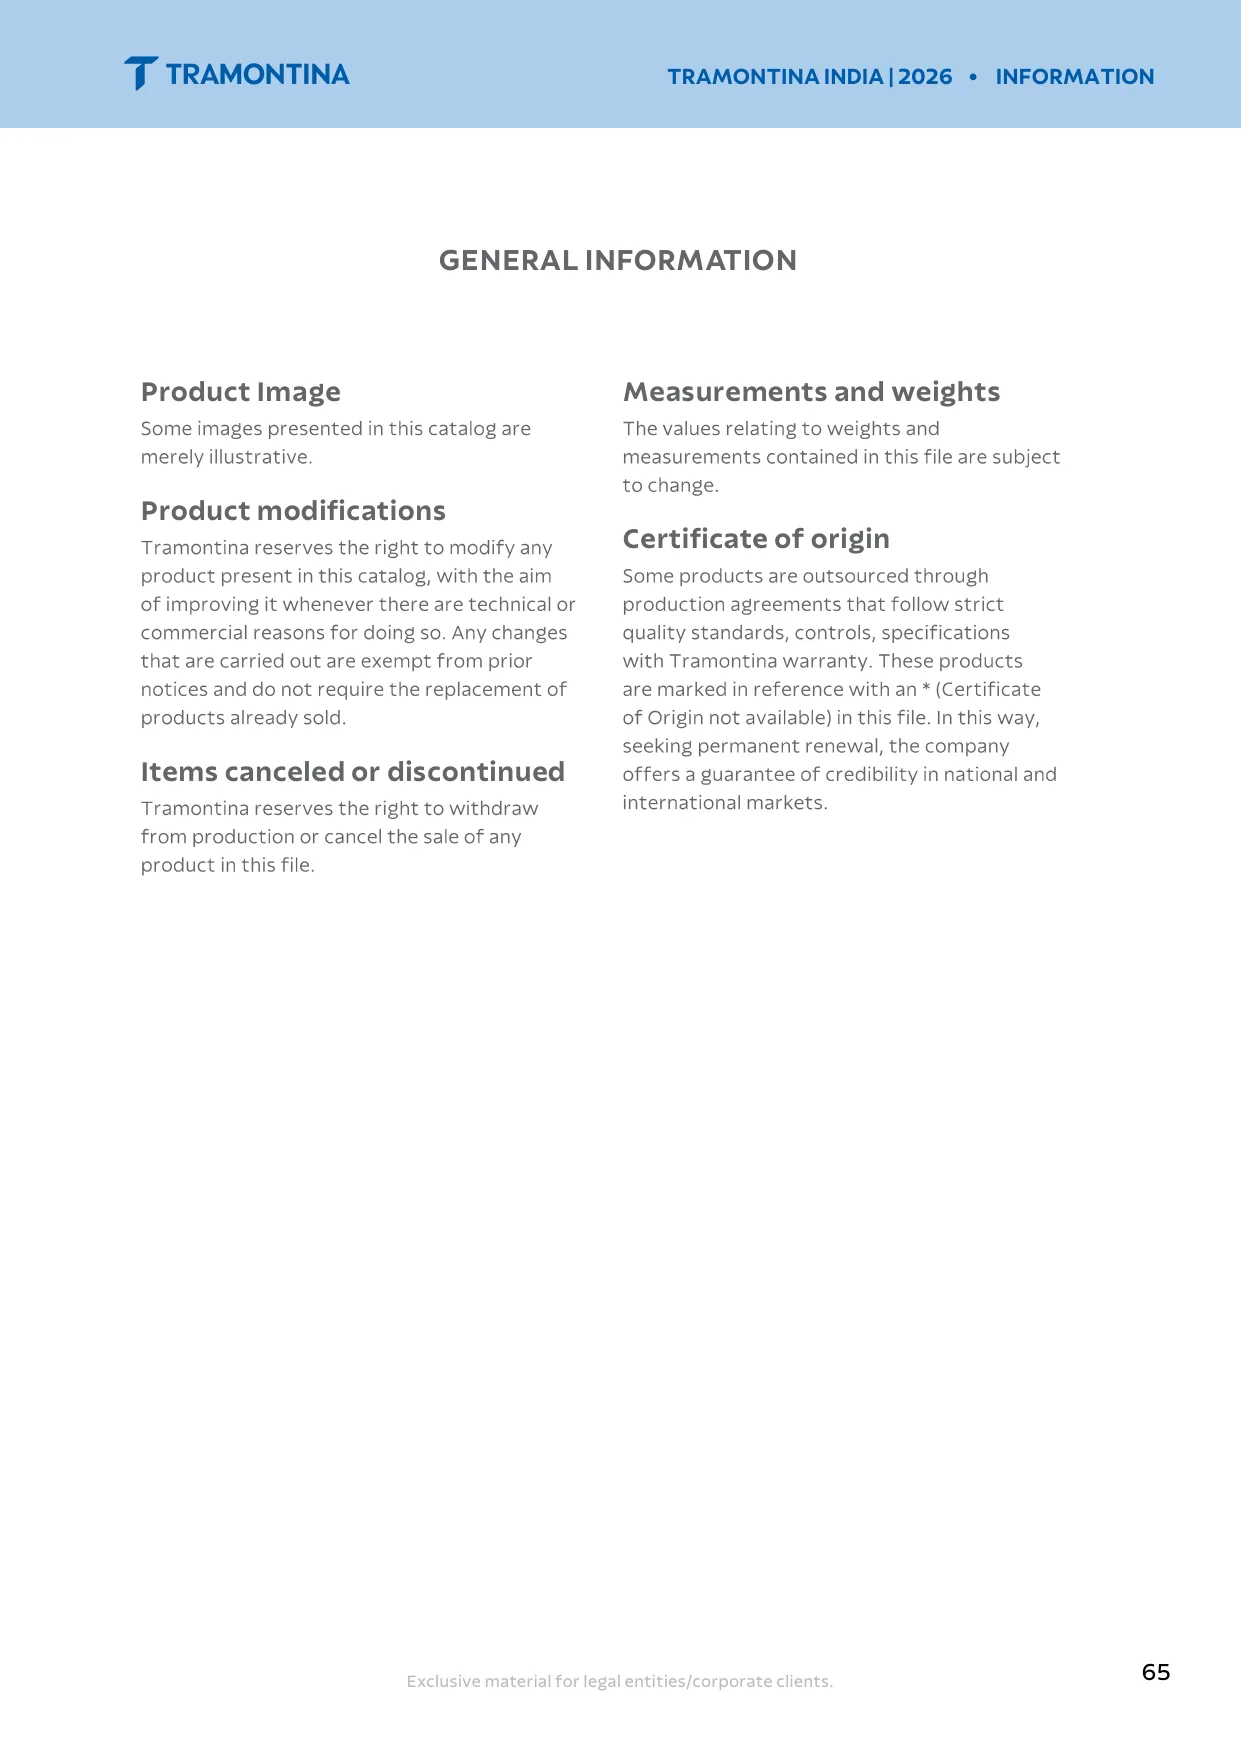 TRAMONTINA
TRAMONTINA INDIA | 2026 • INFORMATION
GENERAL INFORMATION
Product Image
Some images presented in this catalog are
merely illustrative.
Product modifications
Tramontina reserves the right to modify any
product present in this catalog, with the aim
of improving it whenever there are technical or
commercial reasons for doing so. Any changes
that are carried out are exempt from prior
notices and do not require the replacement of
products already sold.
Items canceled or discontinued
Tramontina reserves the right to withdraw
from production or cancel the sale of any
product in this file.
Measurements and weights
The values relating to weights and
measurements contained in this file are subject
to change.
Certificate of origin
Some products are outsourced through
production agreements that follow strict
quality standards, controls, specifications
with Tramontina warranty. These products
are marked in reference with an * (Certificate
of Origin not available) in this file. In this way,
seeking permanent renewal, the company
offers a guarantee of credibility in national and
international markets.
Exclusive material for legal entities/corporate clients.
65